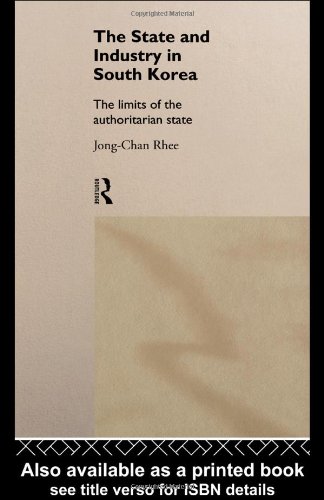 The State and
Industry in
South Korea
The limits of the
authoritarian state
Jong-Chan Rhee
ROUTLEDGE
Also available as a printed book
see title verso for ISBN details